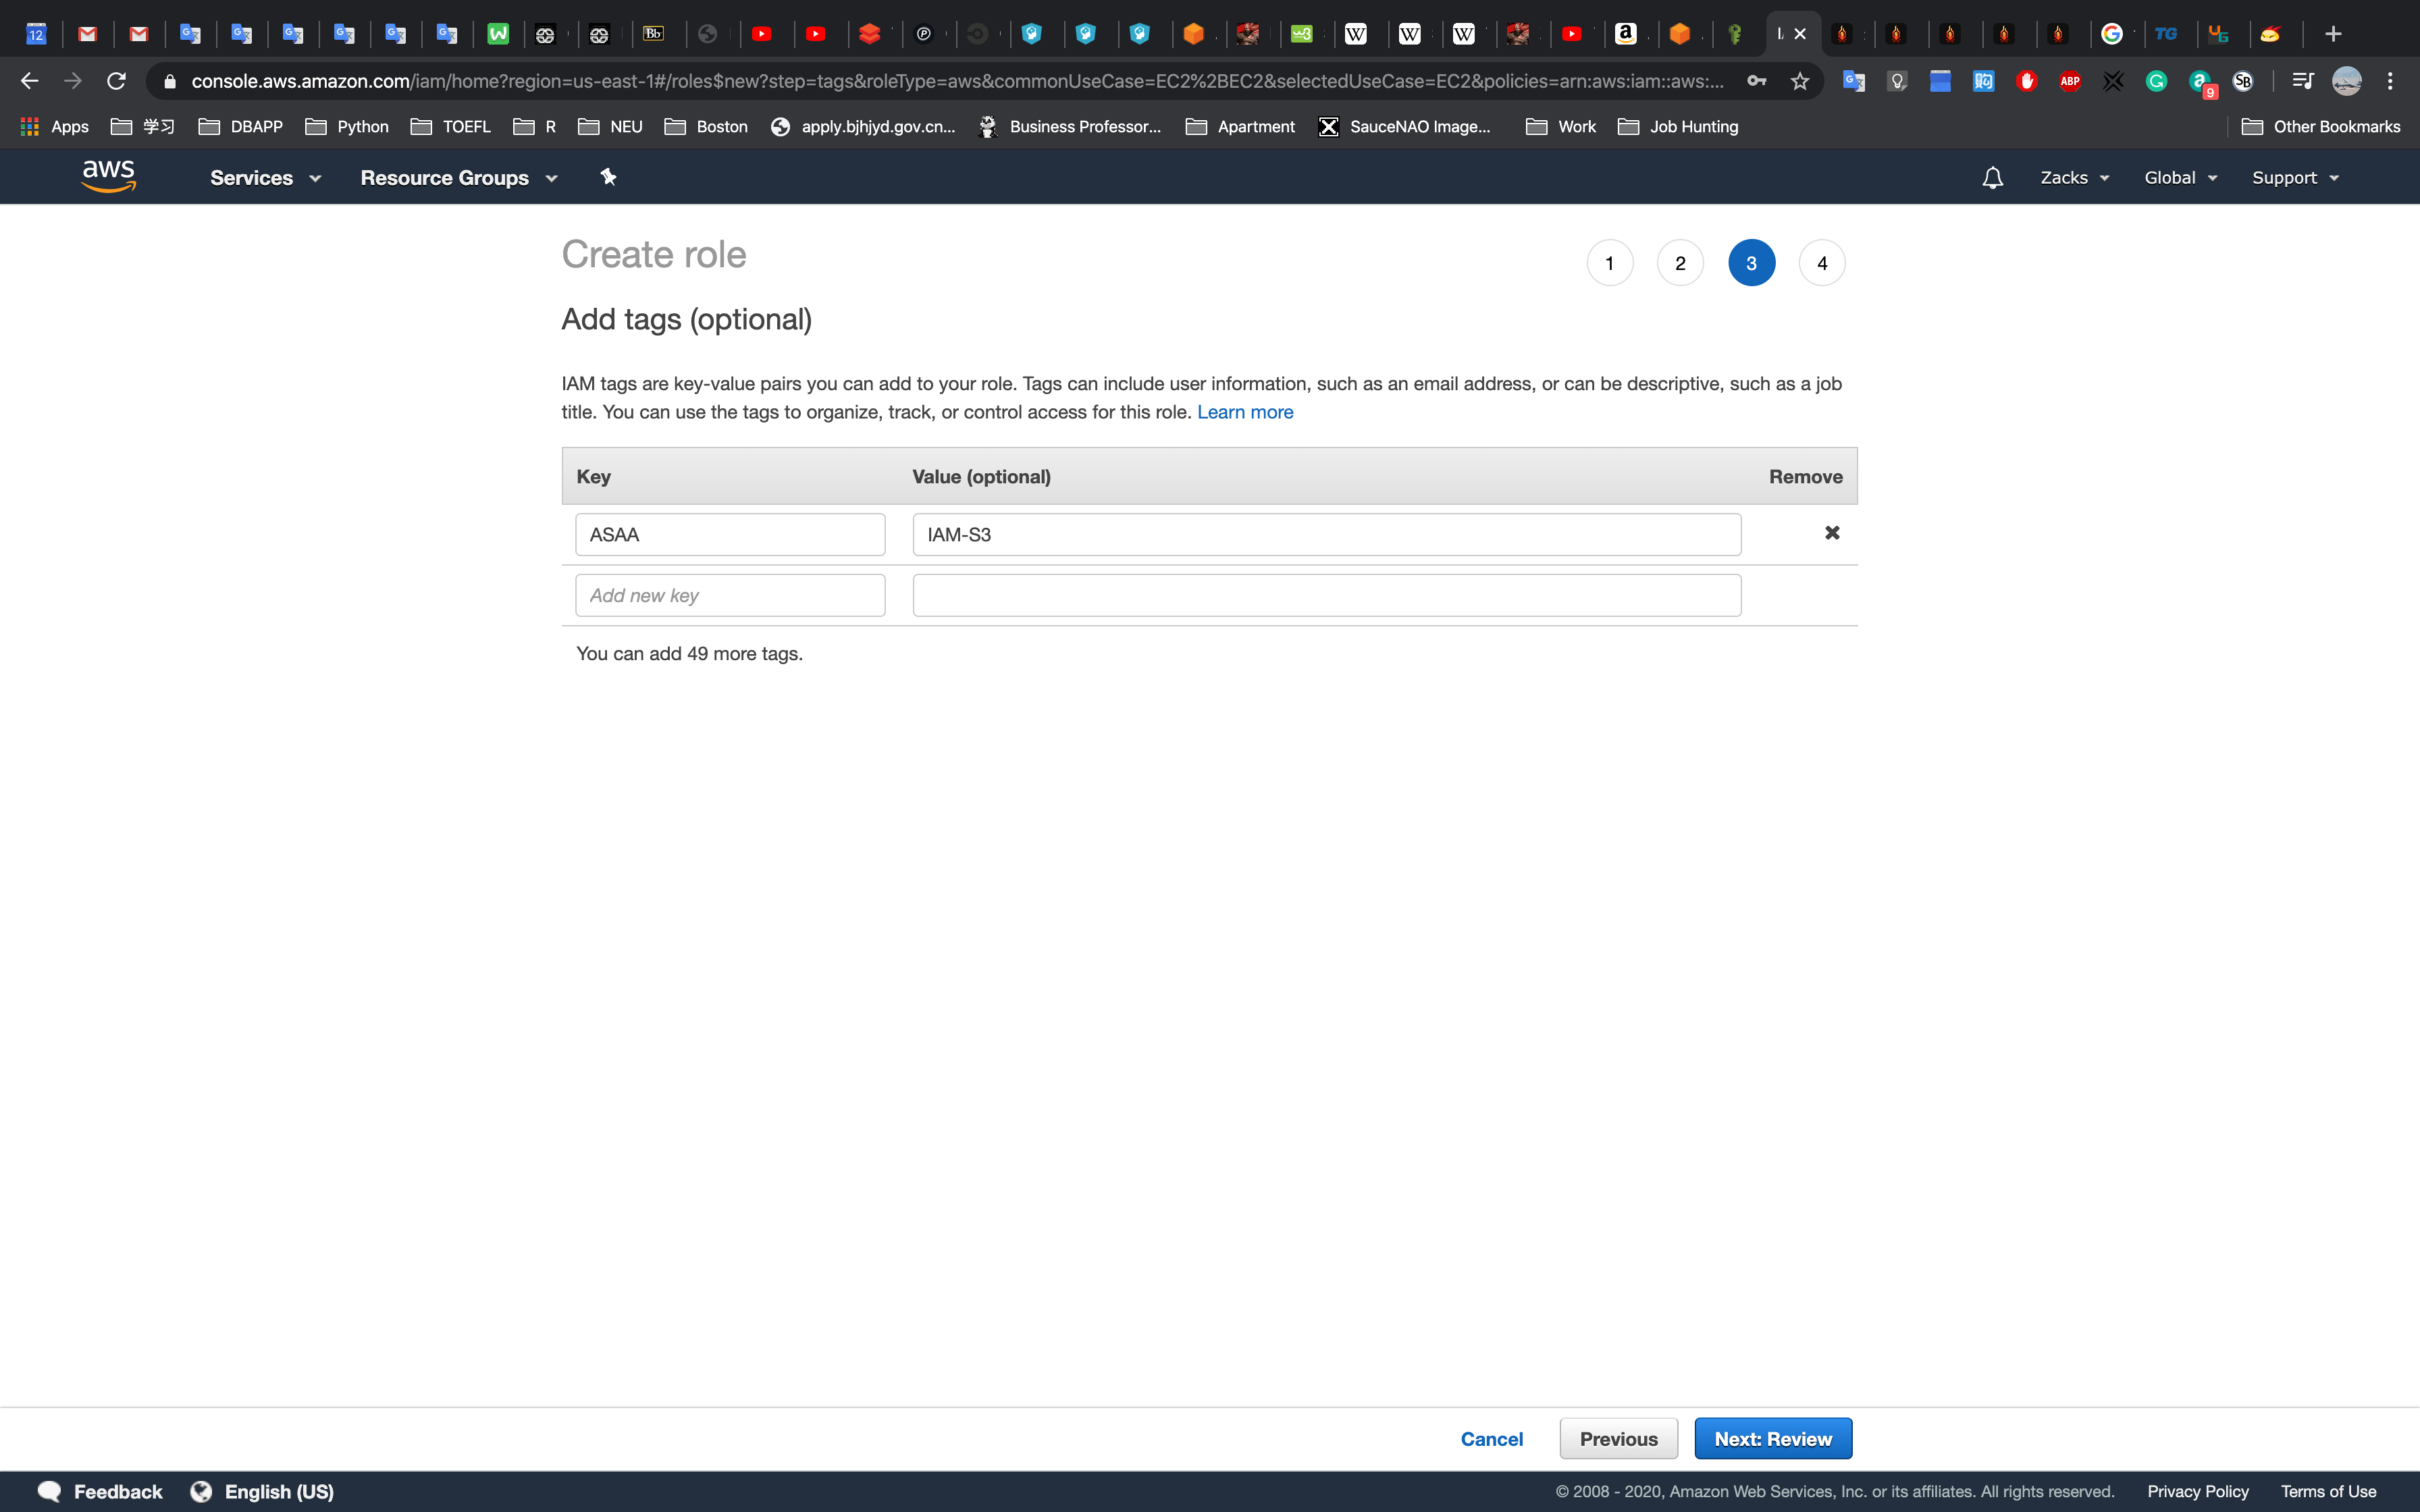 12
Bb
w3
W
W
W
a
TG
console.aws.amazon.com/iam/home?region=us-east-1#/roles$new?step=tags&roleType=aws&commonUseCase=EC2%2BEC2&selectedUseCase=EC2&policies=arn:aws:iam::aws:...
ABP
9
SB
Apps
学习
DBAPP
Python
TOEFL
R
NEU
Boston
apply.bjhjyd.gov.cn...
Business Professor...
Apartment
SauceNAO Image...
Work
Job Hunting
Other Bookmarks
aws
Services
Resource Groups
Zacks
Global
Support
Create role
1
2
3
4
Add tags (optional)
IAM tags are key-value pairs you can add to your role. Tags can include user information, such as an email address, or can be descriptive, such as a job
title. You can use the tags to organize, track, or control access for this role. Learn more
Key
Value (optional)
Remove
ASAA
IAM-S3
Add new key
You can add 49 more tags.
Cancel
Previous
Next: Review
Feedback
English (US)
© 2008 - 2020, Amazon Web Services, Inc. or its affiliates. All rights reserved.
Privacy Policy
Terms of Use